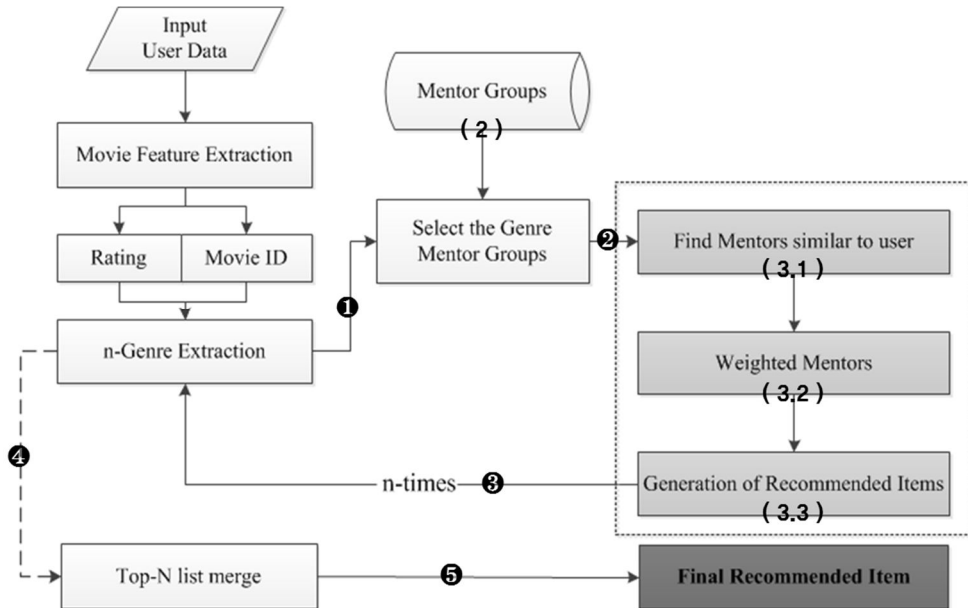 Input
User Data
Mentor Groups
( 2 )
Movie Feature Extraction
Rating
Movie ID
Select the Genre
Mentor Groups
❷
Find Mentors similar to user
( 3.1 )
❶
n-Genre Extraction
Weighted Mentors
( 3.2 )
❹
n-times
❸
Generation of Recommended Items
( 3.3 )
Top-N list merge
❺
Final Recommended Item